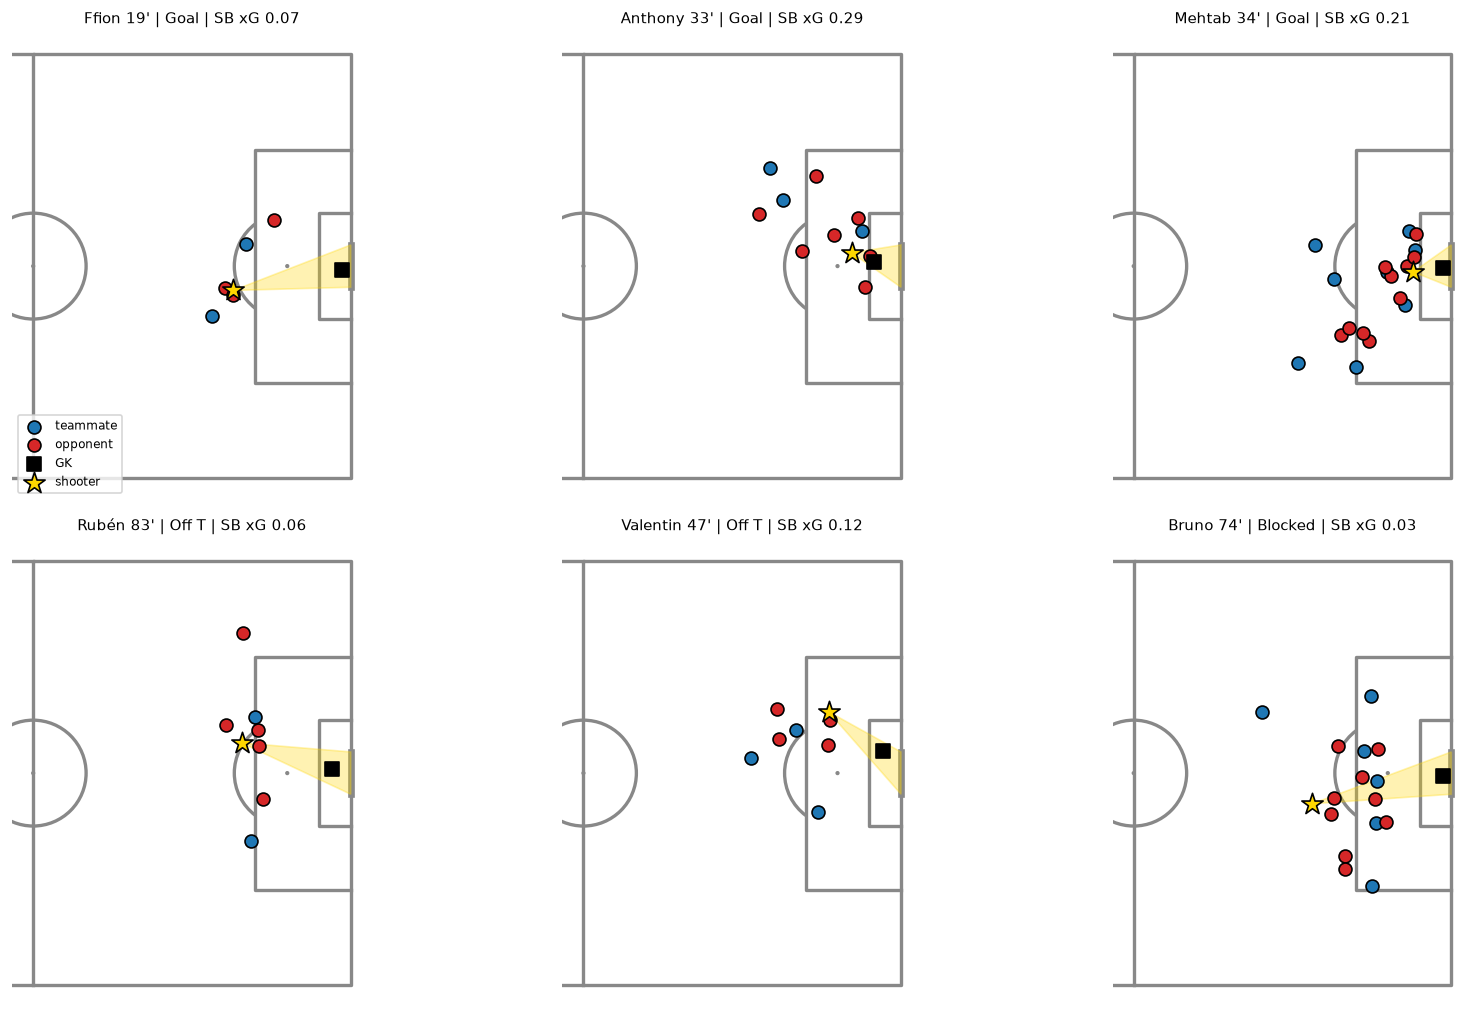 Ffion 19' | Goal | SB xG 0.07
Anthony 33' | Goal | SB xG 0.29
Mehtab 34' | Goal | SB xG 0.21
teammate
opponent
GK
shooter
Rubén 83' | Off T | SB xG 0.06
Valentin 47' | Off T | SB xG 0.12
Bruno 74' | Blocked | SB xG 0.03